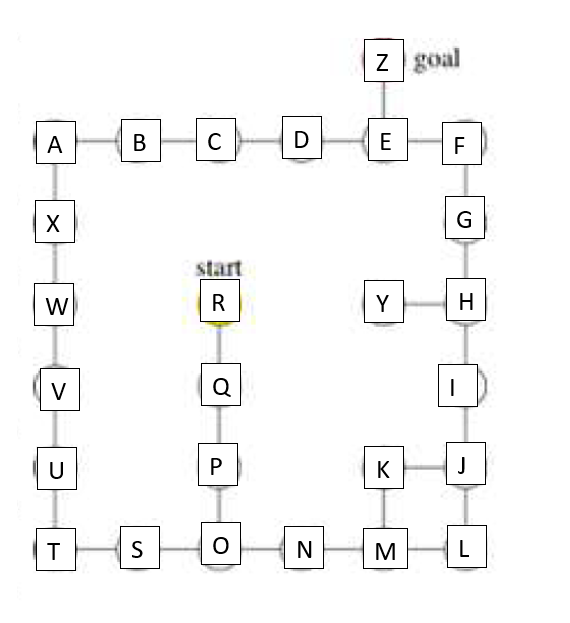 Z goal
A B C D E F
X G
start
W R Y H
V Q I
U P K J
T S O N M L